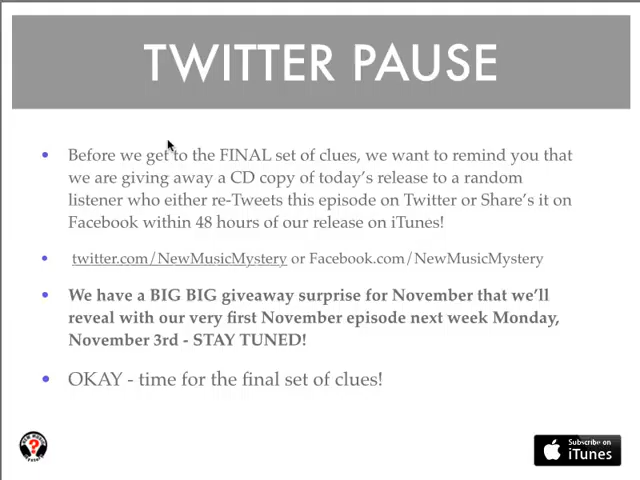 TWITTER PAUSE
• Before we get to the FINAL set of clues, we want to remind you that
we are giving away a CD copy of today's release to a random
listener who either re-Tweets this episode on Twitter or Share's it on
Facebook within 48 hours of our release on iTunes!
• twitter.com/NewMusicMystery or Facebook.com/NewMusicMystery
• We have a BIG BIG giveaway surprise for November that we'll
reveal with our very first November episode next week Monday,
November 3rd - STAY TUNED!
• OKAY - time for the final set of clues!
Subscribe on
iTunes